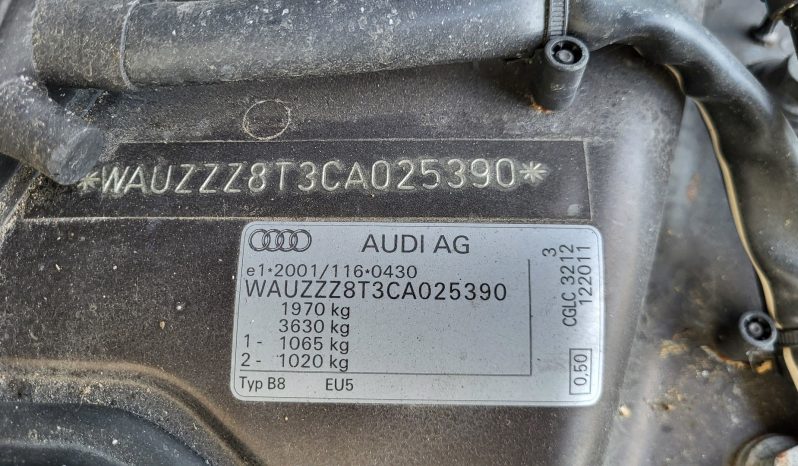 *WAUZZZ8T3CA025390*
AUDI AG
e1*2001/116*0430
WAUZZZ8T3CA025390
1970 kg
3630 kg
1- 1065 kg
2- 1020 kg
Typ B8 EU5
3
CGLC 3212
122011
0,50